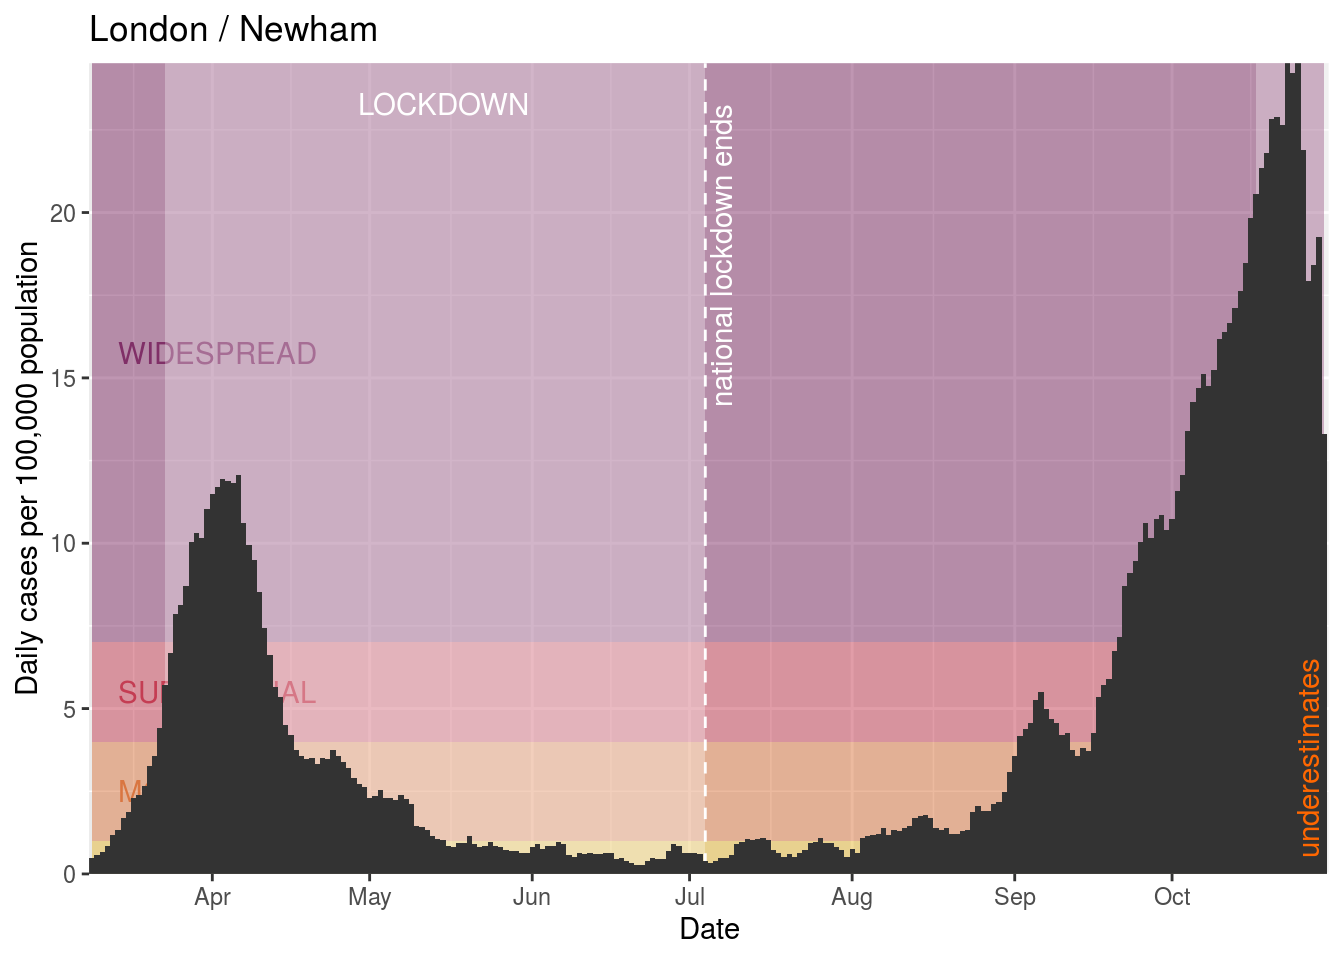 London / Newham
LOCKDOWN
national lockdown ends
WIDESPREAD
Daily cases per 100,000 population
20
15
10
5
0
underestimates
Apr
May
Jun
Jul
Aug
Sep
Oct
Date